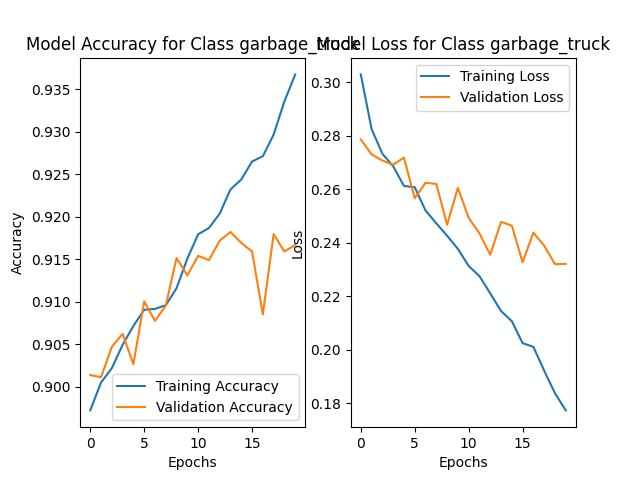 Model Accuracy for Class garbage_truck
Accuracy
0.935
0.930
0.925
0.920
0.915
0.910
0.905
0.900
Training Accuracy
Validation Accuracy
0
5
10
15
Epochs
Model Loss for Class garbage_truck
Loss
0.30
0.28
0.26
0.24
0.22
0.20
0.18
Training Loss
Validation Loss
0
5
10
15
Epochs